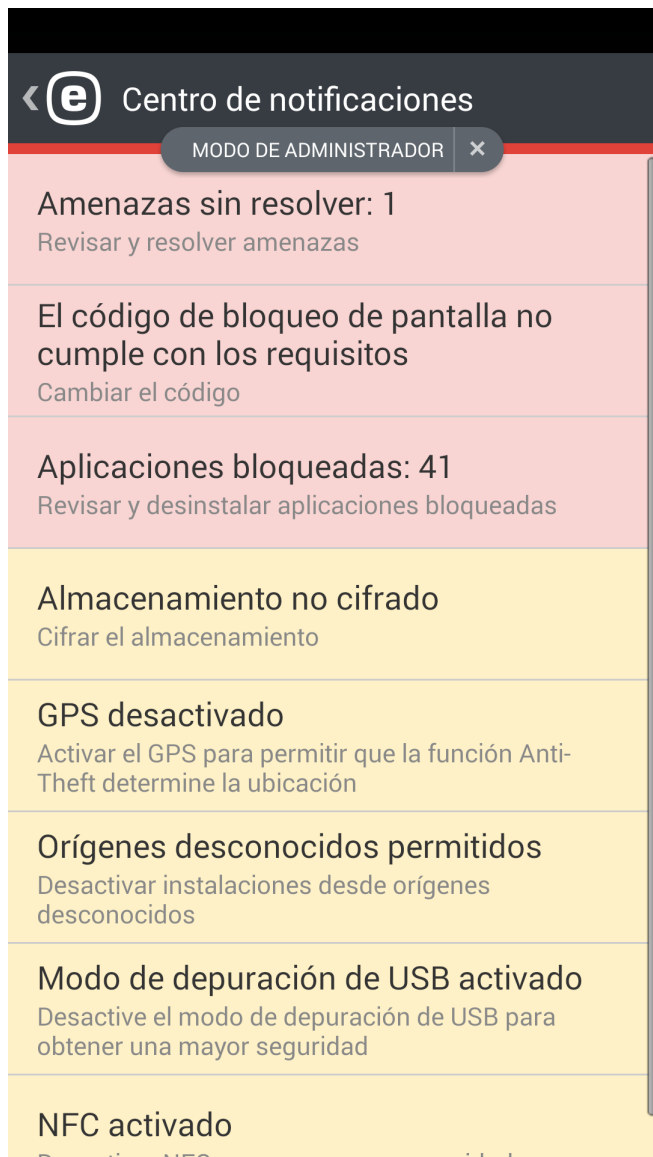 e Centro de notificaciones
MODO DE ADMINISTRADOR ×
Amenazas sin resolver: 1
Revisar y resolver amenazas
El código de bloqueo de pantalla no
cumple con los requisitos
Cambiar el código
Aplicaciones bloqueadas: 41
Revisar y desinstalar aplicaciones bloqueadas
Almacenamiento no cifrado
Cifrar el almacenamiento
GPS desactivado
Activar el GPS para permitir que la función Anti-
Theft determine la ubicación
Orígenes desconocidos permitidos
Desactivar instalaciones desde orígenes
desconocidos
Modo de depuración de USB activado
Desactive el modo de depuración de USB para
obtener una mayor seguridad
NFC activado